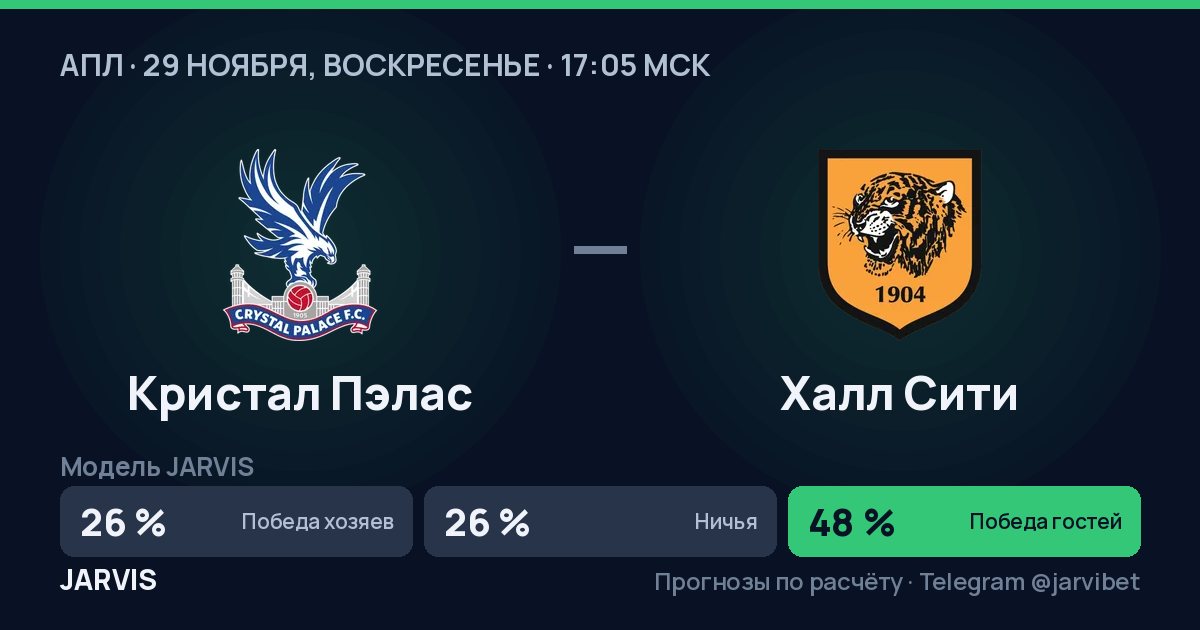 АПЛ · 29 НОЯБРЯ, ВОСКРЕСЕНЬЕ · 17:05 МСК
1905
CRYSTAL PALACE F.C.
1904
Кристал Пэлас
Халл Сити
Модель JARVIS
26 % Победа хозяев
26 % Ничья
48 % Победа гостей
JARVIS
Прогнозы по расчёту · Telegram @jarvibet